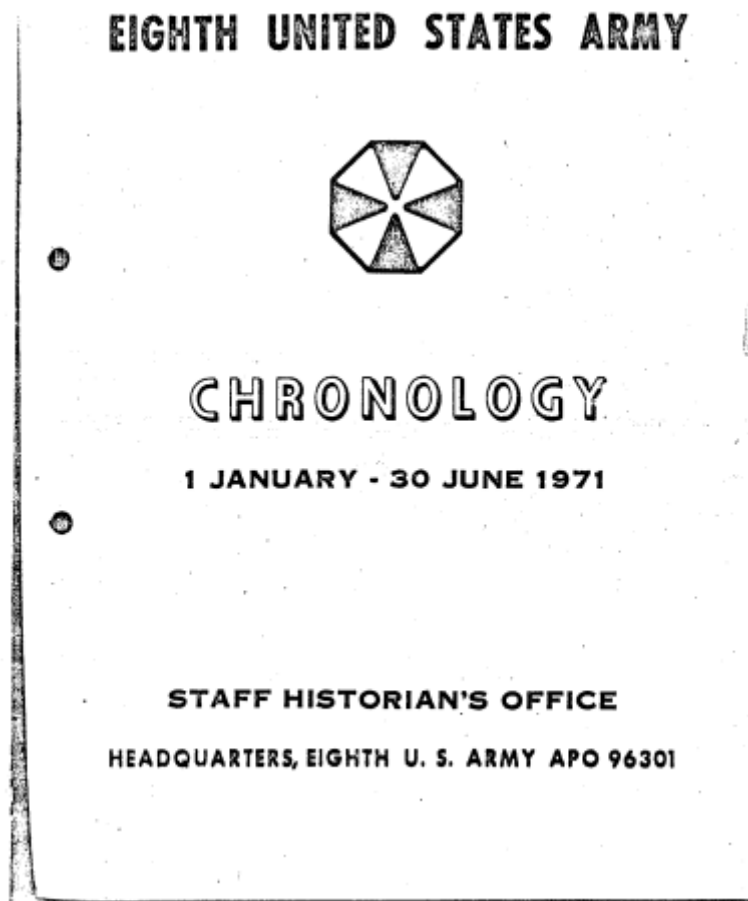 EIGHTH UNITED STATES ARMY
CHRONOLOGY
1 JANUARY - 30 JUNE 1971
STAFF HISTORIAN'S OFFICE
HEADQUARTERS, EIGHTH U. S. ARMY APO 96301